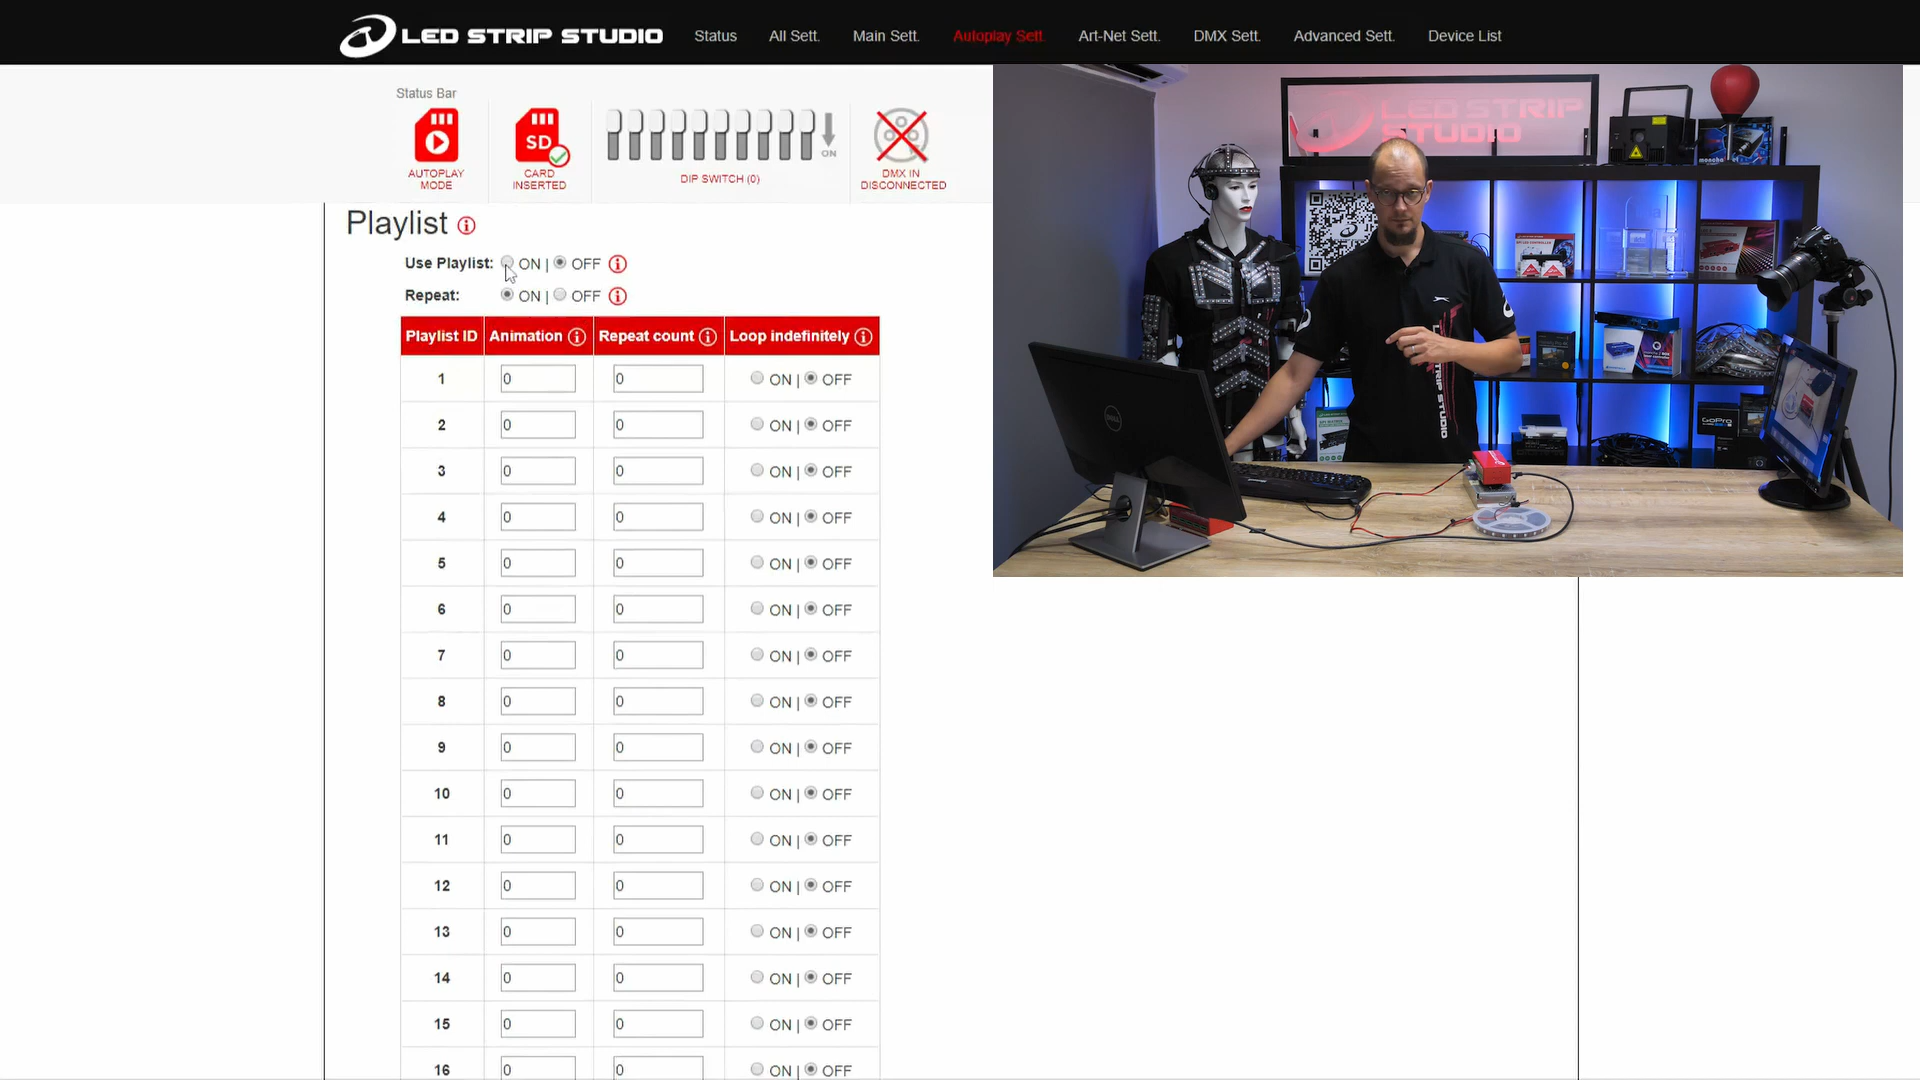 LED STRIP STUDIO
Status
All Sett.
Main Sett.
Autoplay Sett.
Art-Net Sett.
DMX Sett.
Advanced Sett.
Device List
Status Bar
AUTOPLAY
MODE
SD
CARD
INSERTED
ON
DIP SWITCH (0)
DMX IN
DISCONNECTED
Playlist
Use Playlist: ON | OFF
Repeat: ON | OFF
Playlist ID Animation Repeat count Loop indefinitely
1 0 0 ON | OFF
2 0 0 ON | OFF
3 0 0 ON | OFF
4 0 0 ON | OFF
5 0 0 ON | OFF
6 0 0 ON | OFF
7 0 0 ON | OFF
8 0 0 ON | OFF
9 0 0 ON | OFF
10 0 0 ON | OFF
11 0 0 ON | OFF
12 0 0 ON | OFF
13 0 0 ON | OFF
14 0 0 ON | OFF
15 0 0 ON | OFF
16 0 0 ON | OFF
LED STRIP
STUDIO
DELL
GoPro
STRIP STUDIO